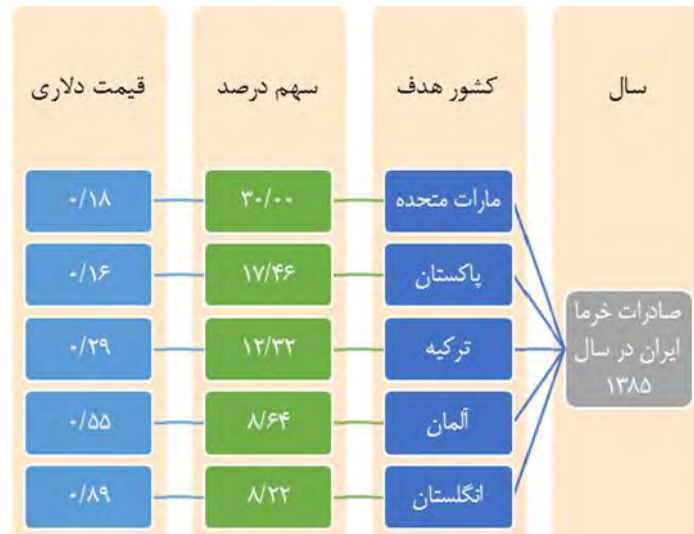 سال
کشور هدف
سهم درصد
قیمت دلاری
صادرات خرما
ایران در سال
۱۳۸۵
مارات متحده
۳۰/۰۰
۰/۱۸
پاکستان
۱۷/۴۶
۰/۱۶
ترکیه
۱۲/۳۲
۰/۲۹
آلمان
۸/۶۴
۰/۵۵
انگلستان
۸/۲۲
۰/۸۹